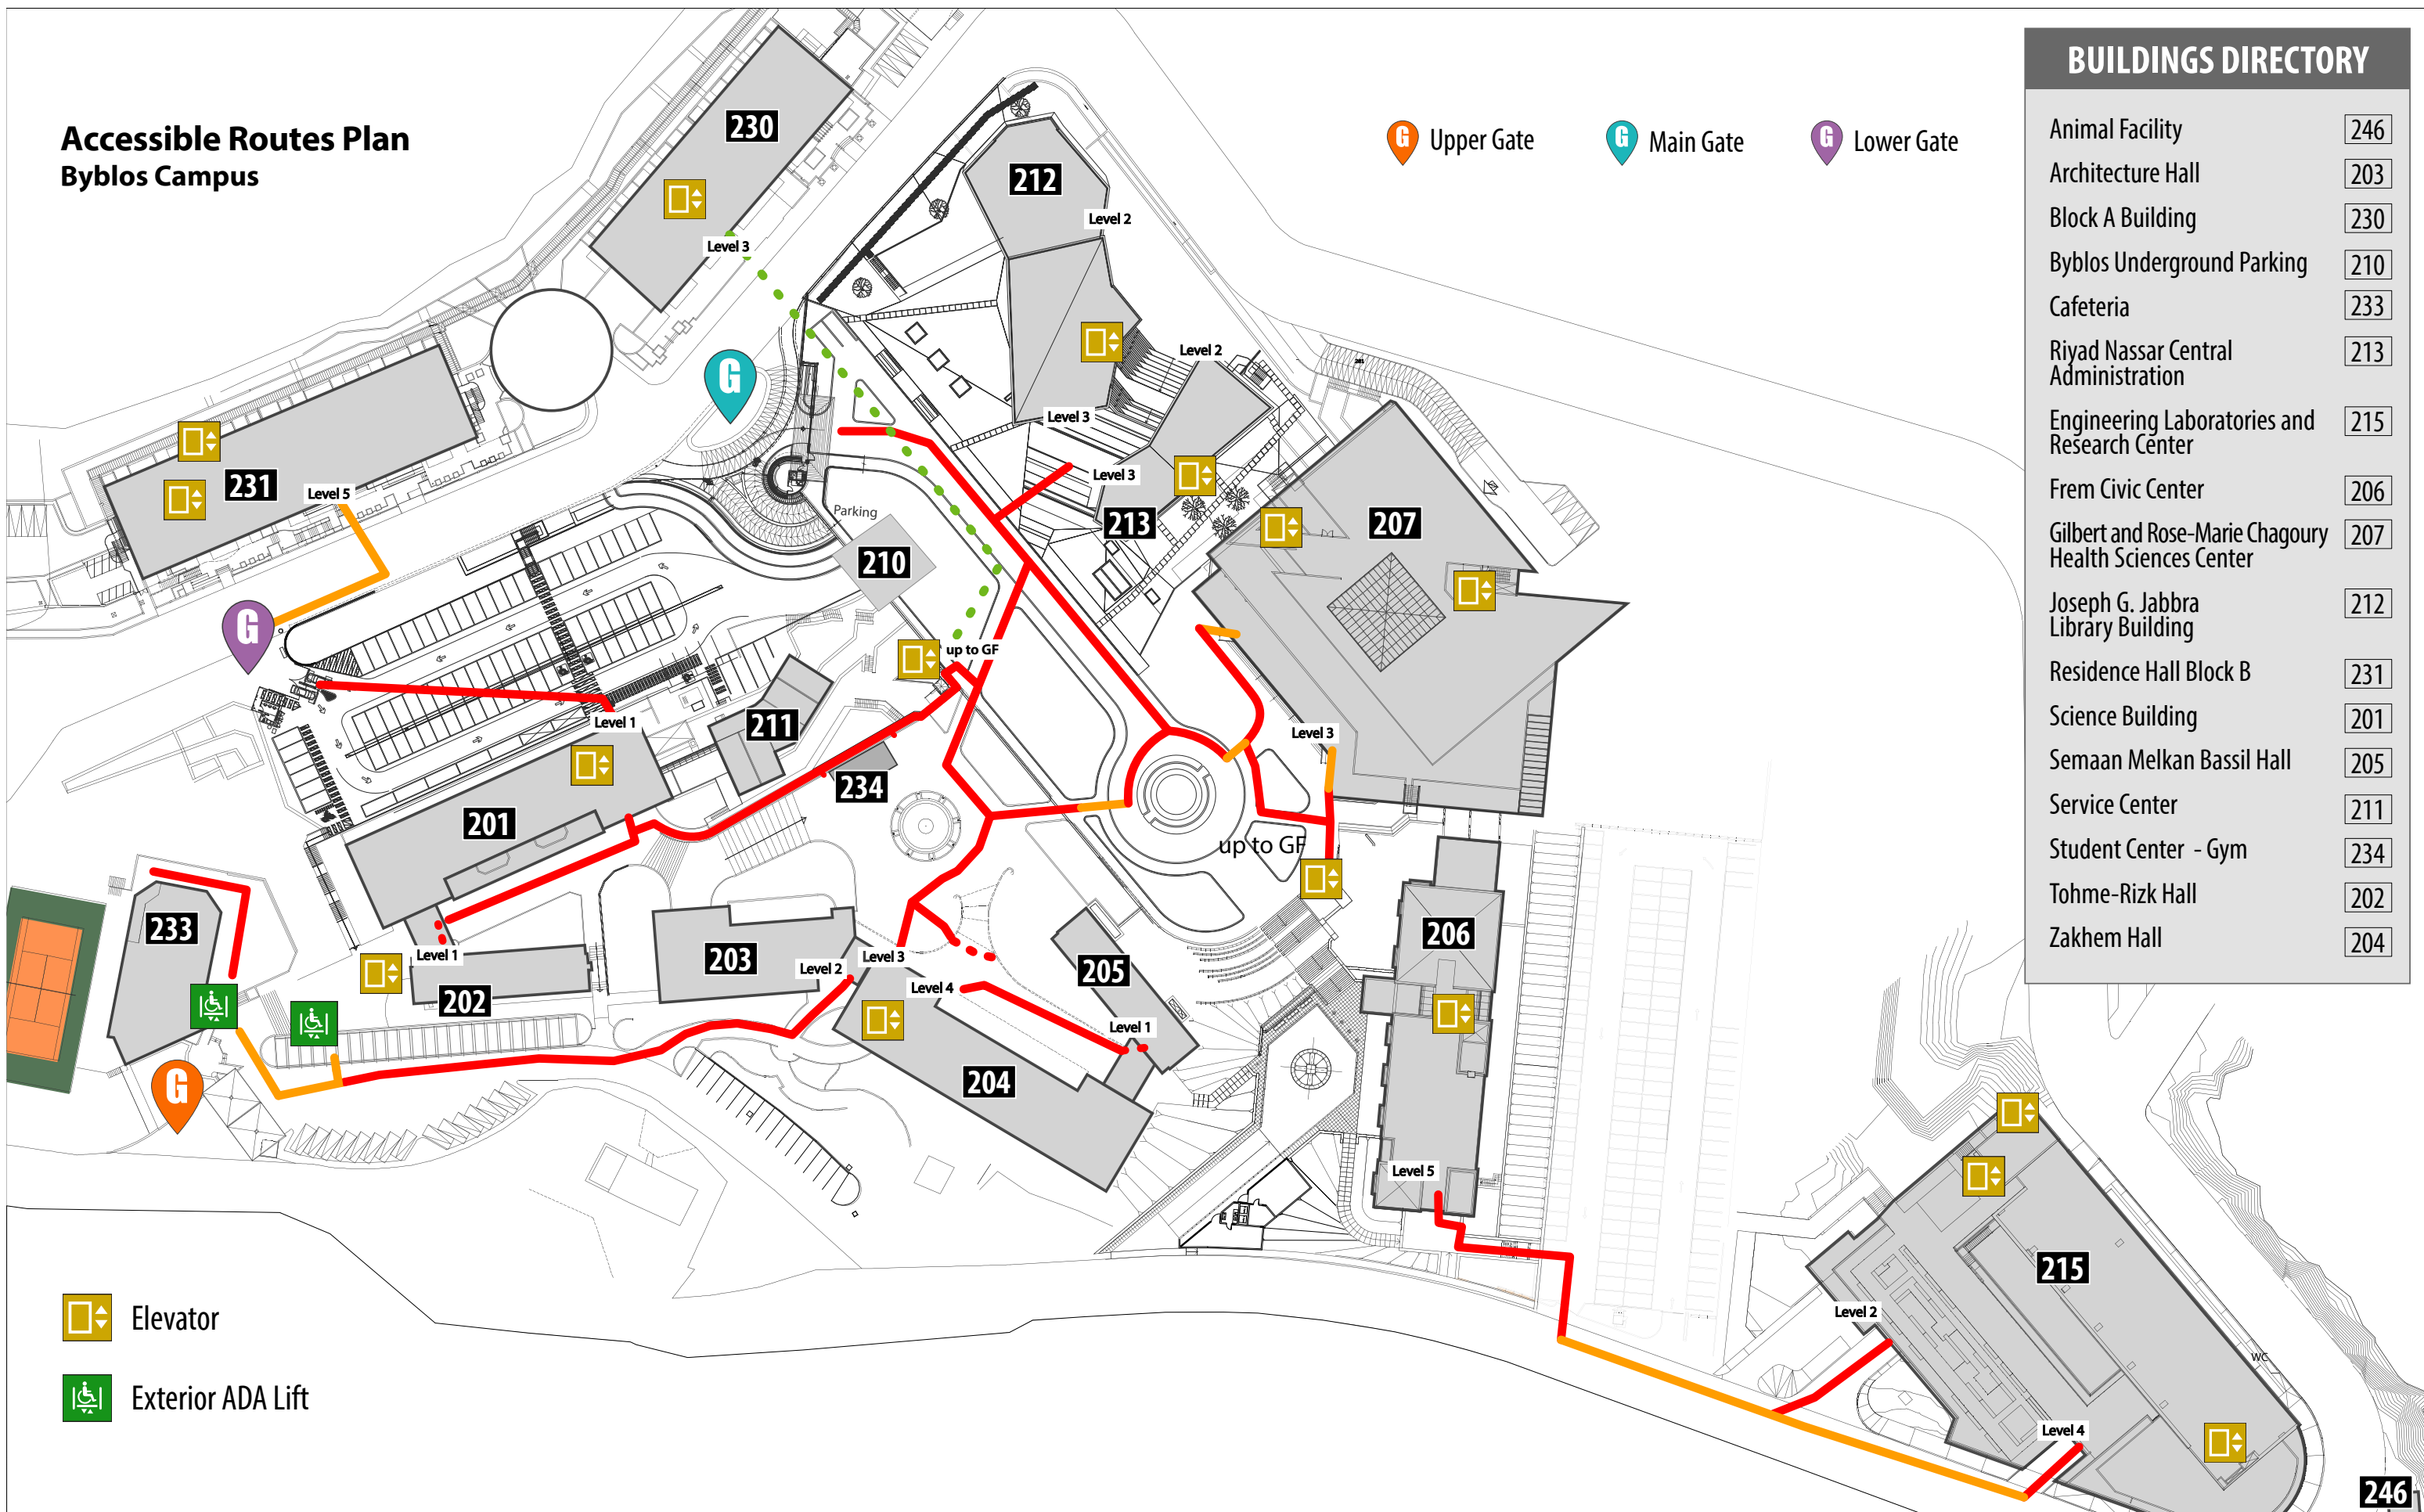 Accessible Routes Plan
Byblos Campus
G Upper Gate
G Main Gate
G Lower Gate
BUILDINGS DIRECTORY
Animal Facility 246
Architecture Hall 203
Block A Building 230
Byblos Underground Parking 210
Cafeteria 233
Riyad Nassar Central
Administration 213
Engineering Laboratories and
Research Center 215
Frem Civic Center 206
Gilbert and Rose-Marie Chagoury
Health Sciences Center 207
Joseph G. Jabbra
Library Building 212
Residence Hall Block B 231
Science Building 201
Semaan Melkan Bassil Hall 205
Service Center 211
Student Center - Gym 234
Tohme-Rizk Hall 202
Zakhem Hall 204
230
212
Level 2
Level 3
Level 2
G
Level 3
231
Level 5
Level 3
213
207
Parking
210
G
up to GF
Level 1
211
Level 3
234
201
up to GF
233
Level 1
203
Level 2
Level 3
205
206
202
Level 4
Level 1
G
204
Level 5
215
Level 2
WC
Level 4
246
Elevator
Exterior ADA Lift